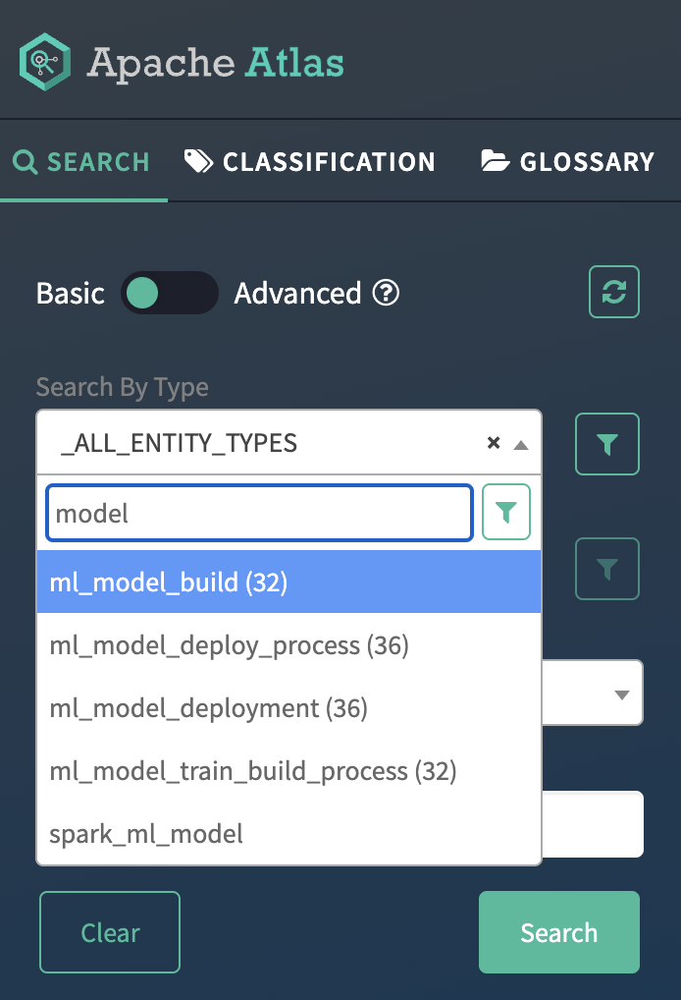 Apache Atlas
SEARCH CLASSIFICATION GLOSSARY
Basic Advanced
Search By Type
_ALL_ENTITY_TYPES ×
model
ml_model_build (32)
ml_model_deploy_process (36)
ml_model_deployment (36)
ml_model_train_build_process (32)
spark_ml_model
Clear Search